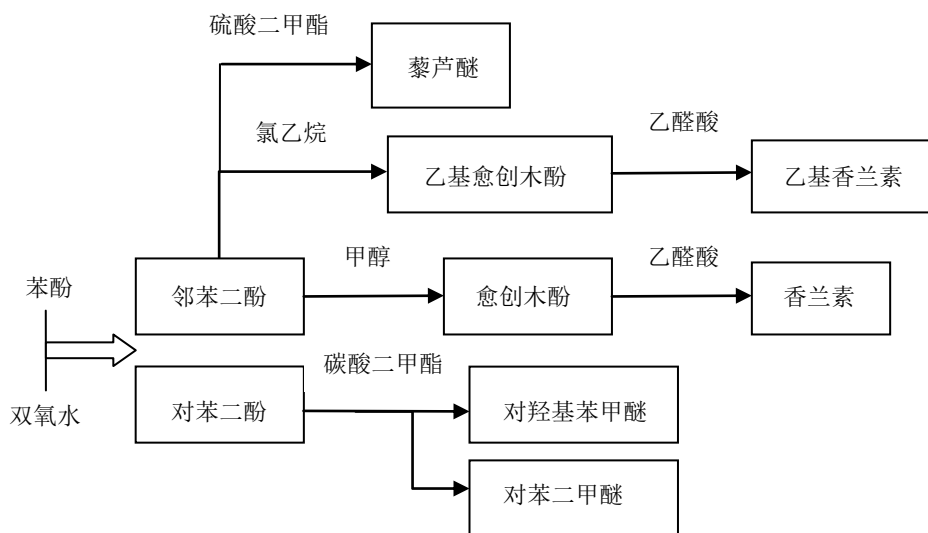 硫酸二甲酯
藜芦醚
氯乙烷
乙醛酸
乙基愈创木酚
乙基香兰素
苯酚
甲醇
乙醛酸
邻苯二酚
愈创木酚
香兰素
碳酸二甲酯
双氧水
对苯二酚
对羟基苯甲醚
对苯二甲醚